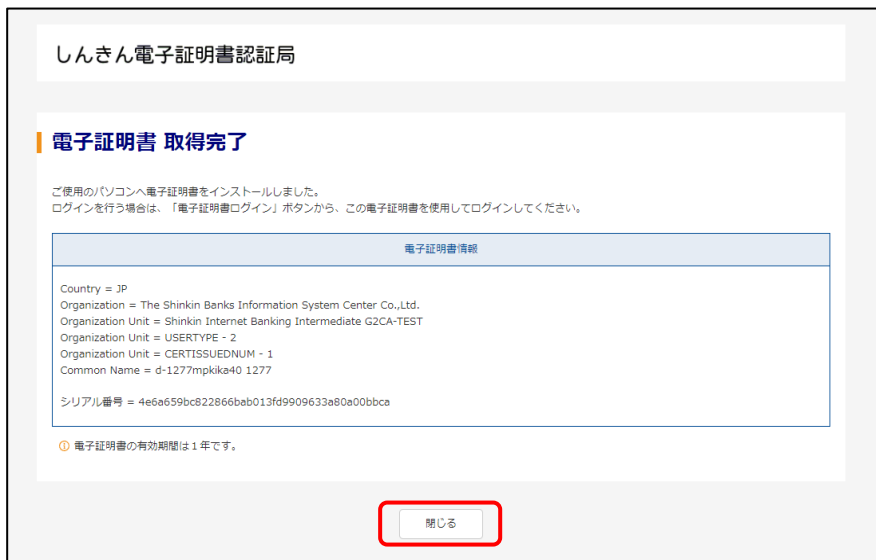 しんきん電子証明書認証局
電子証明書 取得完了
ご使用のパソコンへ電子証明書をインストールしました。
ログインを行う場合は、「電子証明書ログイン」ボタンから、この電子証明書を使用してログインしてください。
電子証明書情報
Country = JP
Organization = The Shinkin Banks Information System Center Co.,Ltd.
Organization Unit = Shinkin Internet Banking Intermediate G2CA-TEST
Organization Unit = USERTYPE - 2
Organization Unit = CERTISSUEDNUM - 1
Common Name = d-1277mpkika40 1277
シリアル番号 = 4e6a659bc822866bab013fd9909633a80a00bbca
電子証明書の有効期間は１年です。
閉じる